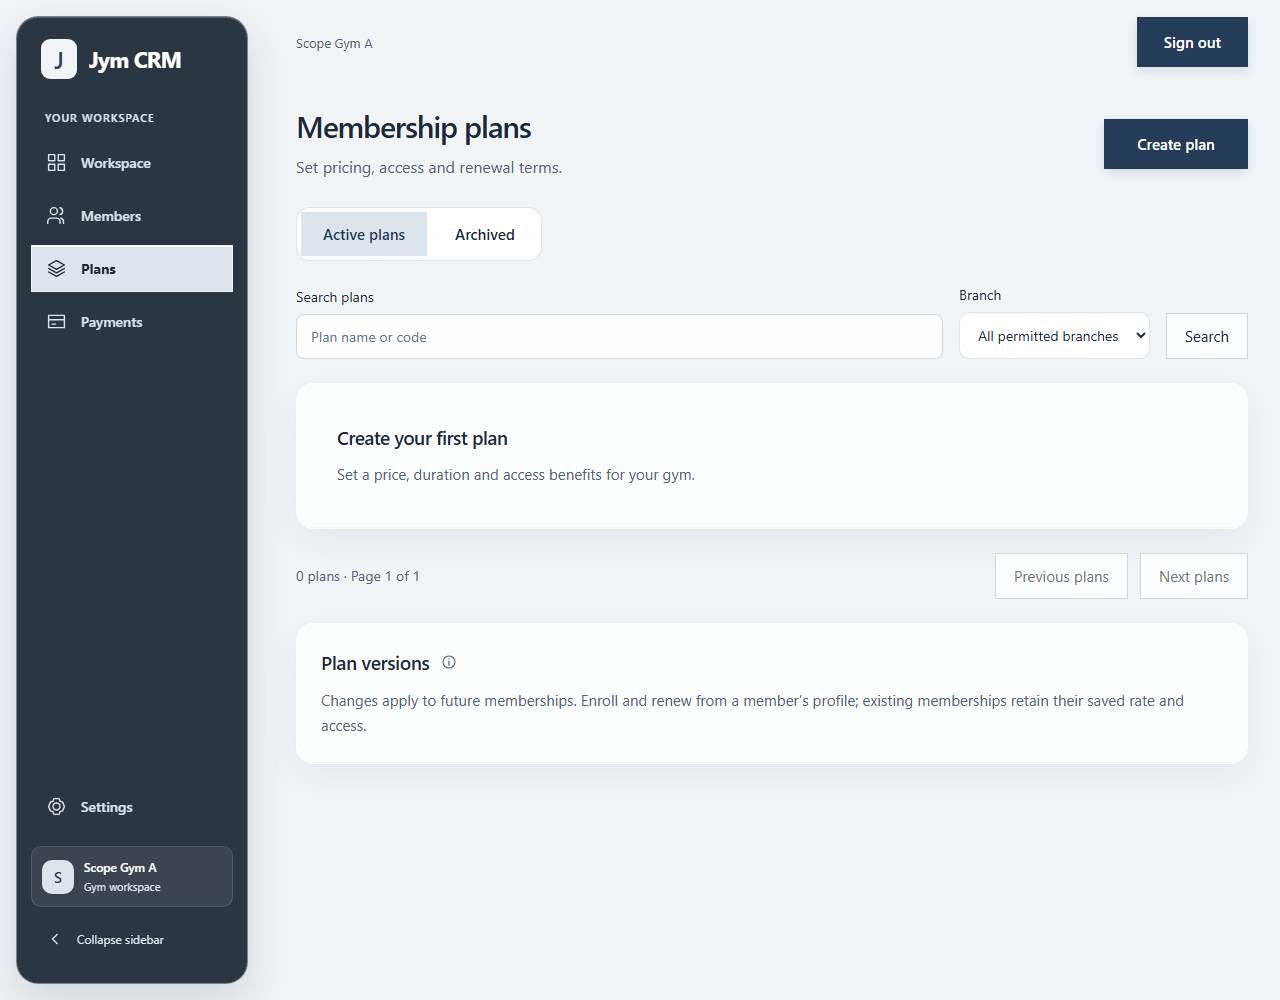 J
Jym CRM
YOUR WORKSPACE
Workspace
Members
Plans
Payments
Settings
S
Scope Gym A
Gym workspace
Collapse sidebar
Scope Gym A
Sign out
Membership plans
Set pricing, access and renewal terms.
Create plan
Active plans
Archived
Search plans
Plan name or code
Branch
All permitted branches
Search
Create your first plan
Set a price, duration and access benefits for your gym.
0 plans · Page 1 of 1
Previous plans
Next plans
Plan versions
Changes apply to future memberships. Enroll and renew from a member’s profile; existing memberships retain their saved rate and
access.